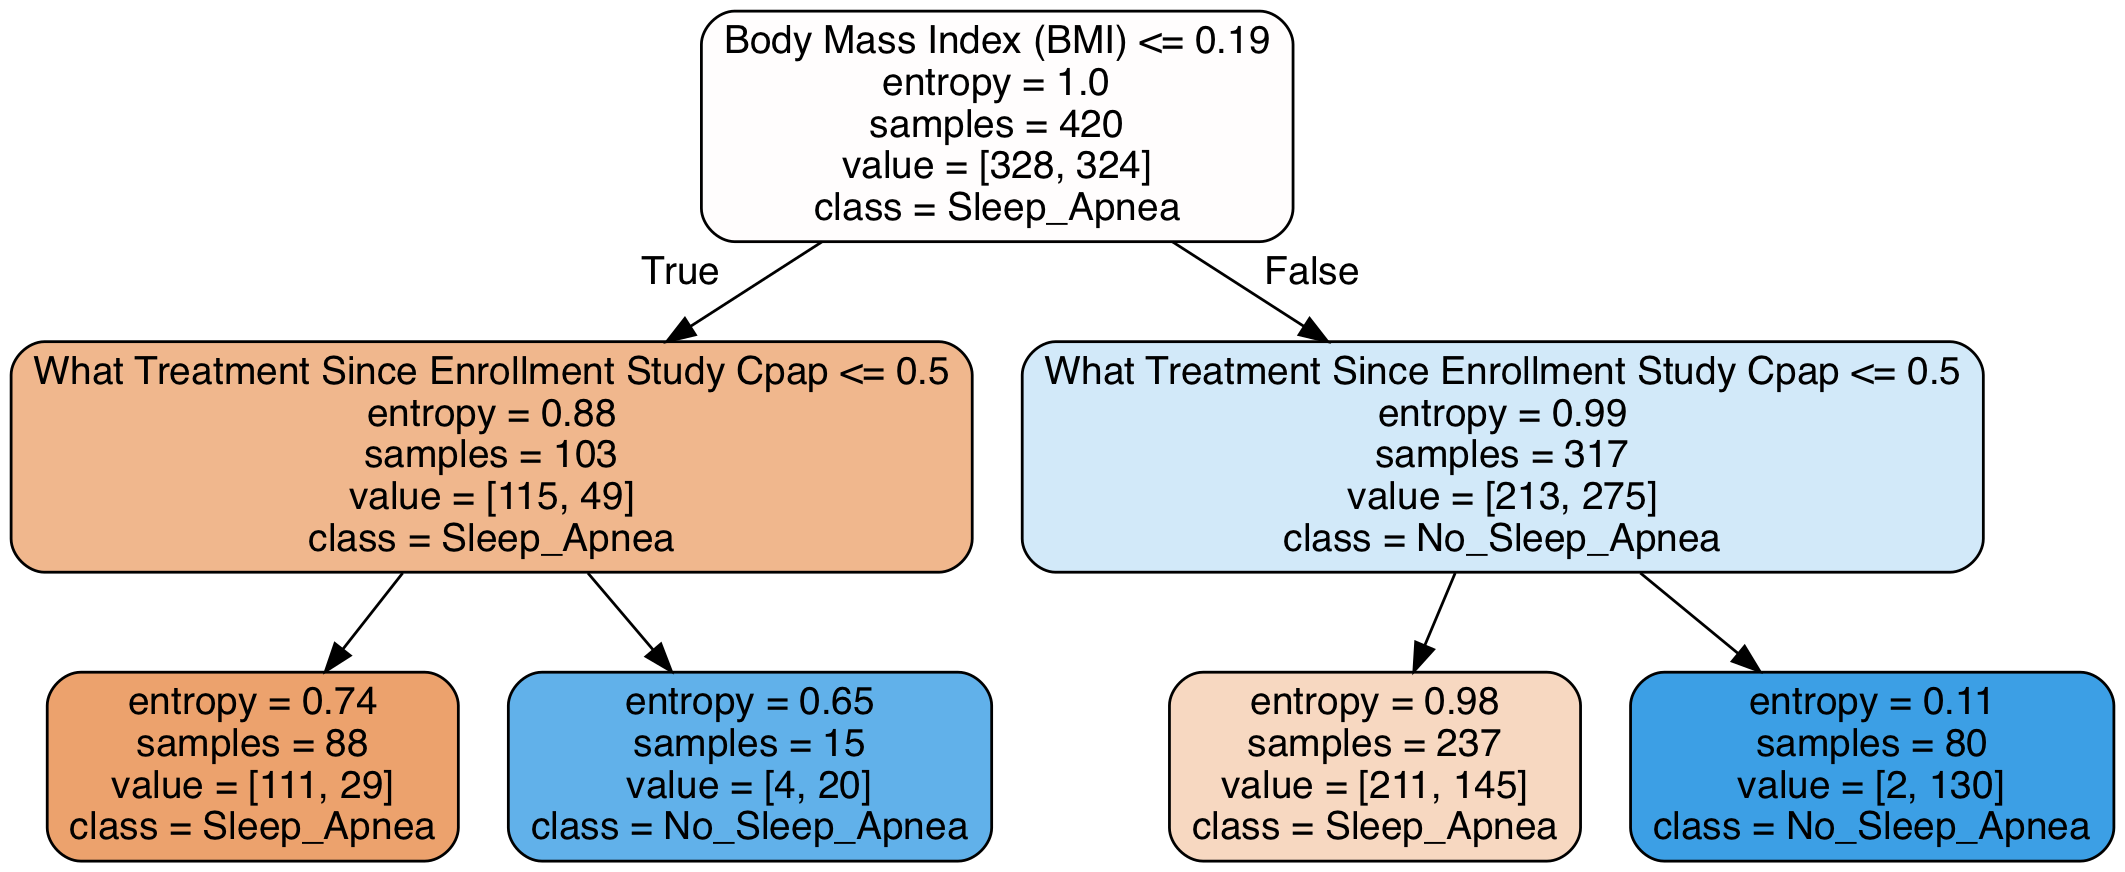 Body Mass Index (BMI) <= 0.19
entropy = 1.0
samples = 420
value = [328, 324]
class = Sleep_Apnea
True
False
What Treatment Since Enrollment Study Cpap <= 0.5
entropy = 0.88
samples = 103
value = [115, 49]
class = Sleep_Apnea
What Treatment Since Enrollment Study Cpap <= 0.5
entropy = 0.99
samples = 317
value = [213, 275]
class = No_Sleep_Apnea
entropy = 0.74
samples = 88
value = [111, 29]
class = Sleep_Apnea
entropy = 0.65
samples = 15
value = [4, 20]
class = No_Sleep_Apnea
entropy = 0.98
samples = 237
value = [211, 145]
class = Sleep_Apnea
entropy = 0.11
samples = 80
value = [2, 130]
class = No_Sleep_Apnea